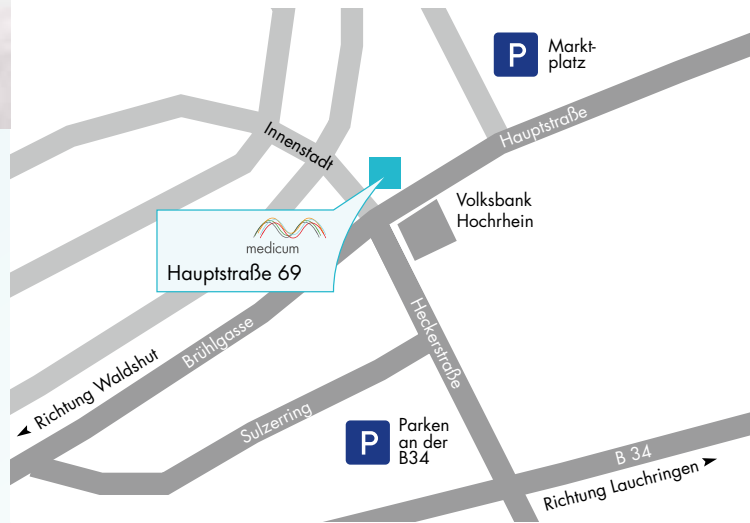 P
Markt-
platz
Hauptstraße
Innenstadt
Volksbank
Hochrhein
medicum
Hauptstraße 69
Heckerstraße
Brühlgasse
Richtung Waldshut
Sulzerring
P
Parken
an der
B34
B 34
Richtung Lauchringen